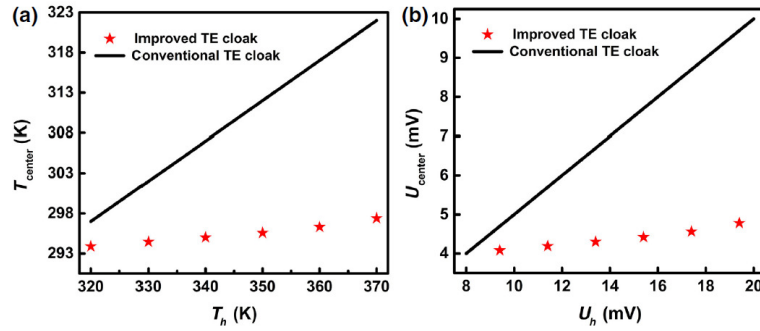 (a)
323
318
313
308
303
298
293
T_center (K)
Improved TE cloak
Conventional TE cloak
320 330 340 350 360 370
T_h (K)
(b)
10
9
8
7
6
5
4
U_center (mV)
Improved TE cloak
Conventional TE cloak
8 10 12 14 16 18 20
U_h (mV)